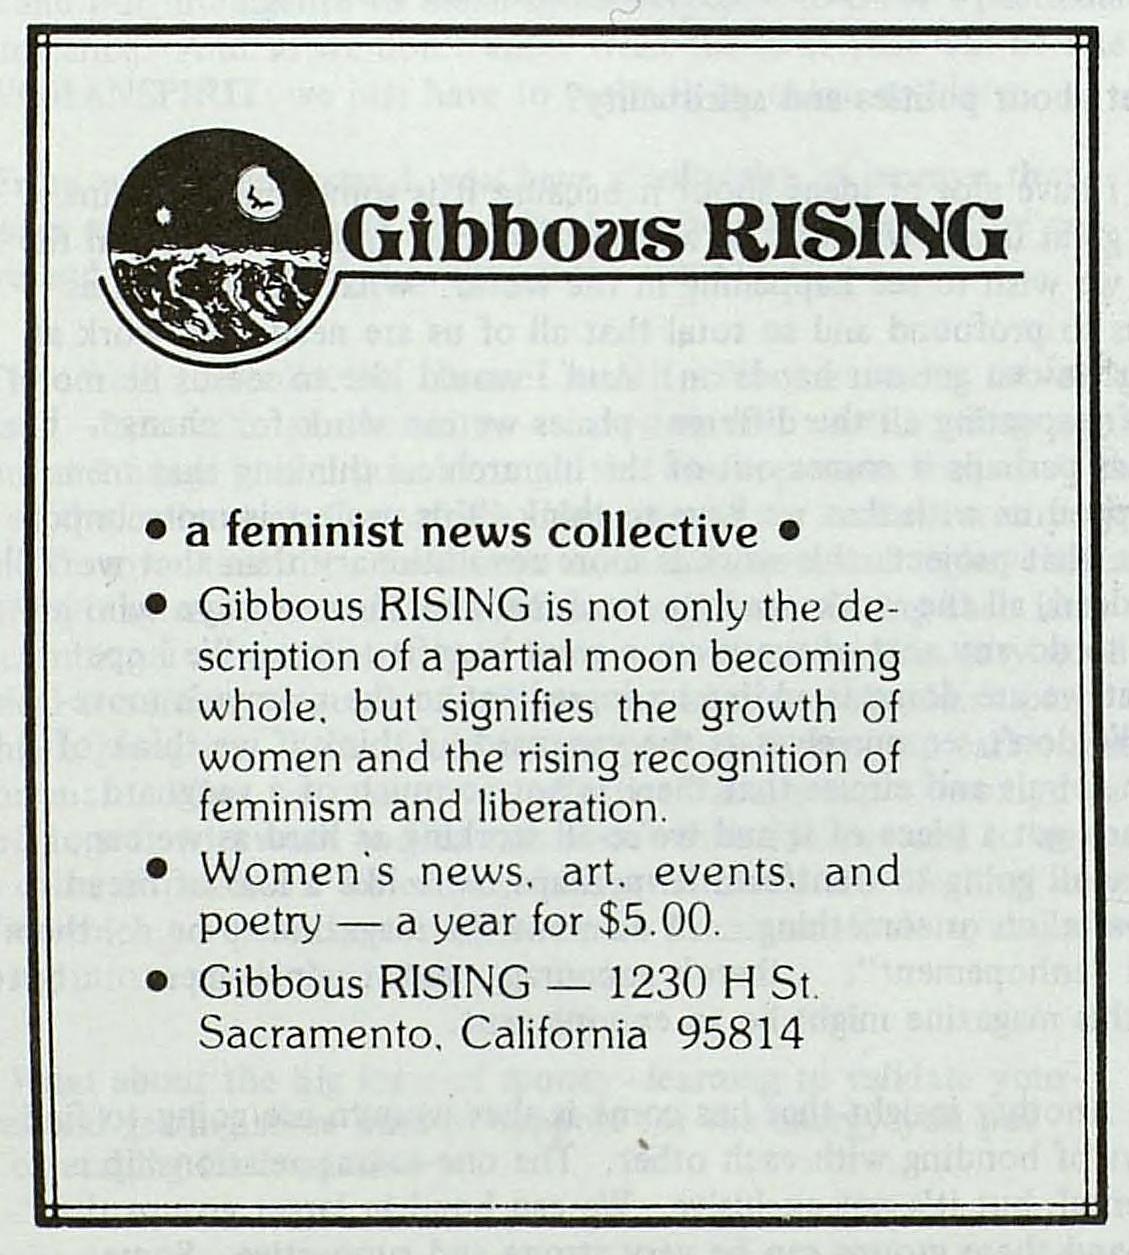 Gibbous RISING
• a feminist news collective •
• Gibbous RISING is not only the de-
scription of a partial moon becoming
whole, but signifies the growth of
women and the rising recognition of
feminism and liberation.
• Women's news, art, events, and
poetry — a year for $5.00.
• Gibbous RISING — 1230 H St.
Sacramento, California 95814